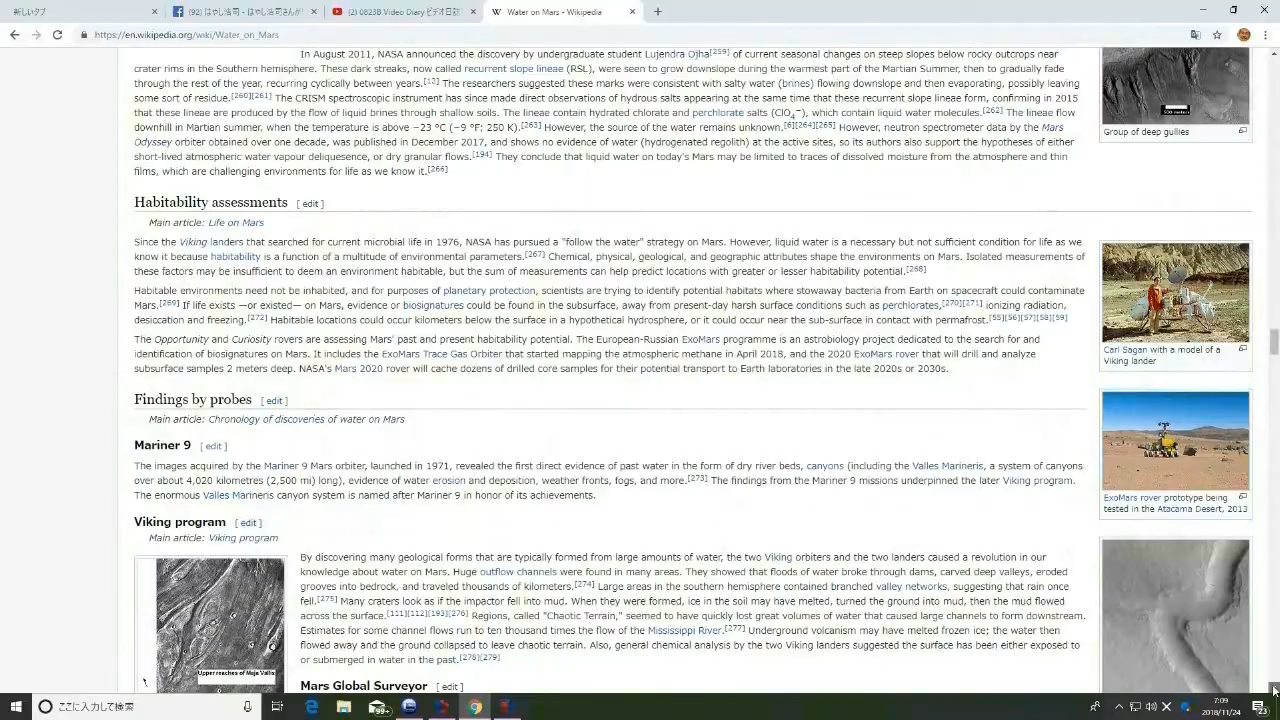 新しいタブ
(92) はやし浩司 - はやし浩司さんが
(2) 0823B Video Diary ビデオ日誌
Water on Mars - Wikipedia
https://en.wikipedia.org/wiki/Water_on_Mars
In August 2011, NASA announced the discovery by undergraduate student Lujendra Ojha[259] of current seasonal changes on steep slopes below rocky outcrops near
crater rims in the Southern hemisphere. These dark streaks, now called recurrent slope lineae (RSL), were seen to grow downslope during the warmest part of the Martian Summer, then to gradually fade
through the rest of the year, recurring cyclically between years.[12] The researchers suggested these marks were consistent with salty water (brines) flowing downslope and then evaporating, possibly leaving
some sort of residue.[260][261] The CRISM spectroscopic instrument has since made direct observations of hydrous salts appearing at the same time that these recurrent slope lineae form, confirming in 2015
that these lineae are produced by the flow of liquid brines through shallow soils. The lineae contain hydrated chlorate and perchlorate salts (ClO4−), which contain liquid water molecules.[262] The lineae flow
downhill in Martian summer, when the temperature is above −23 °C (−9 °F; 250 K).[263] However, the source of the water remains unknown.[6][264][265] However, neutron spectrometer data by the Mars
Odyssey orbiter obtained over one decade, was published in December 2017, and shows no evidence of water (hydrogenated regolith) at the active sites, so its authors also support the hypotheses of either
short-lived atmospheric water vapour deliquesence, or dry granular flows.[194] They conclude that liquid water on today's Mars may be limited to traces of dissolved moisture from the atmosphere and thin
films, which are challenging environments for life as we know it.[266]
500 meters
Group of deep gullies
Habitability assessments [ edit ]
Main article: Life on Mars
Since the Viking landers that searched for current microbial life in 1976, NASA has pursued a "follow the water" strategy on Mars. However, liquid water is a necessary but not sufficient condition for life as we
know it because habitability is a function of a multitude of environmental parameters.[267] Chemical, physical, geological, and geographic attributes shape the environments on Mars. Isolated measurements of
these factors may be insufficient to deem an environment habitable, but the sum of measurements can help predict locations with greater or lesser habitability potential.[268]
Habitable environments need not be inhabited, and for purposes of planetary protection, scientists are trying to identify potential habitats where stowaway bacteria from Earth on spacecraft could contaminate
Mars.[269] If life exists —or existed— on Mars, evidence or biosignatures could be found in the subsurface, away from present-day harsh surface conditions such as perchlorates,[270][271] ionizing radiation,
desiccation and freezing.[272] Habitable locations could occur kilometers below the surface in a hypothetical hydrosphere, or it could occur near the sub-surface in contact with permafrost.[55][56][57][58][59]
The Opportunity and Curiosity rovers are assessing Mars' past and present habitability potential. The European-Russian ExoMars programme is an astrobiology project dedicated to the search for and
identification of biosignatures on Mars. It includes the ExoMars Trace Gas Orbiter that started mapping the atmospheric methane in April 2018, and the 2020 ExoMars rover that will drill and analyze
subsurface samples 2 meters deep. NASA's Mars 2020 rover will cache dozens of drilled core samples for their potential transport to Earth laboratories in the late 2020s or 2030s.
Carl Sagan with a model of a
Viking lander
Findings by probes [ edit ]
Main article: Chronology of discoveries of water on Mars
Mariner 9 [ edit ]
The images acquired by the Mariner 9 Mars orbiter, launched in 1971, revealed the first direct evidence of past water in the form of dry river beds, canyons (including the Valles Marineris, a system of canyons
over about 4,020 kilometres (2,500 mi) long), evidence of water erosion and deposition, weather fronts, fogs, and more.[273] The findings from the Mariner 9 missions underpinned the later Viking program.
The enormous Valles Marineris canyon system is named after Mariner 9 in honor of its achievements.
ExoMars rover prototype being
tested in the Atacama Desert, 2013
Viking program [ edit ]
Main article: Viking program
By discovering many geological forms that are typically formed from large amounts of water, the two Viking orbiters and the two landers caused a revolution in our
knowledge about water on Mars. Huge outflow channels were found in many areas. They showed that floods of water broke through dams, carved deep valleys, eroded
grooves into bedrock, and traveled thousands of kilometers.[274] Large areas in the southern hemisphere contained branched valley networks, suggesting that rain once
fell.[275] Many craters look as if the impactor fell into mud. When they were formed, ice in the soil may have melted, turned the ground into mud, then the mud flowed
across the surface.[111][112][193][276] Regions, called "Chaotic Terrain," seemed to have quickly lost great volumes of water that caused large channels to form downstream.
Estimates for some channel flows run to ten thousand times the flow of the Mississippi River.[277] Underground volcanism may have melted frozen ice; the water then
flowed away and the ground collapsed to leave chaotic terrain. Also, general chemical analysis by the two Viking landers suggested the surface has been either exposed to
or submerged in water in the past.[278][279]
Upper reaches of Maja Vallis
Mars Global Surveyor [ edit ]
ここに入力して検索
99+
7:09
2018/11/24
23